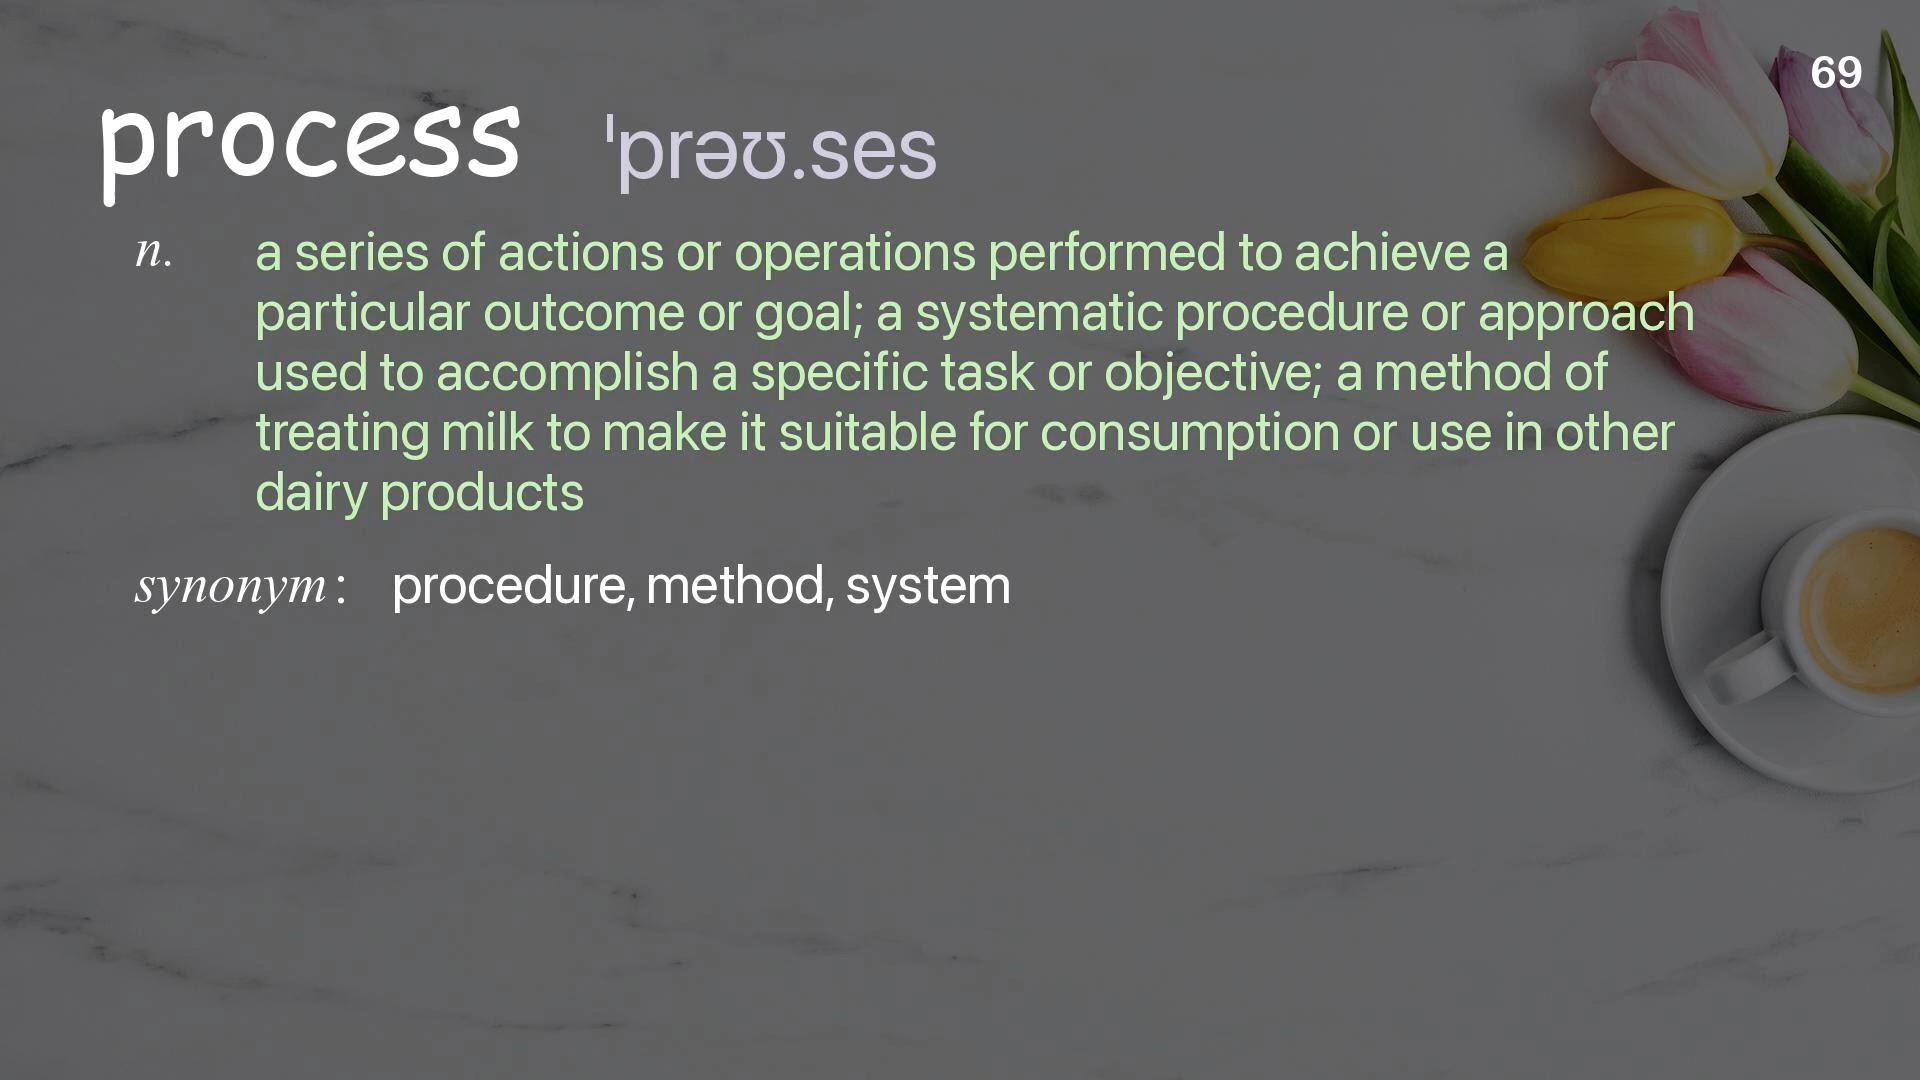 69
process ˈprəʊ.ses
n. a series of actions or operations performed to achieve a
particular outcome or goal; a systematic procedure or approach
used to accomplish a specific task or objective; a method of
treating milk to make it suitable for consumption or use in other
dairy products
synonym: procedure, method, system